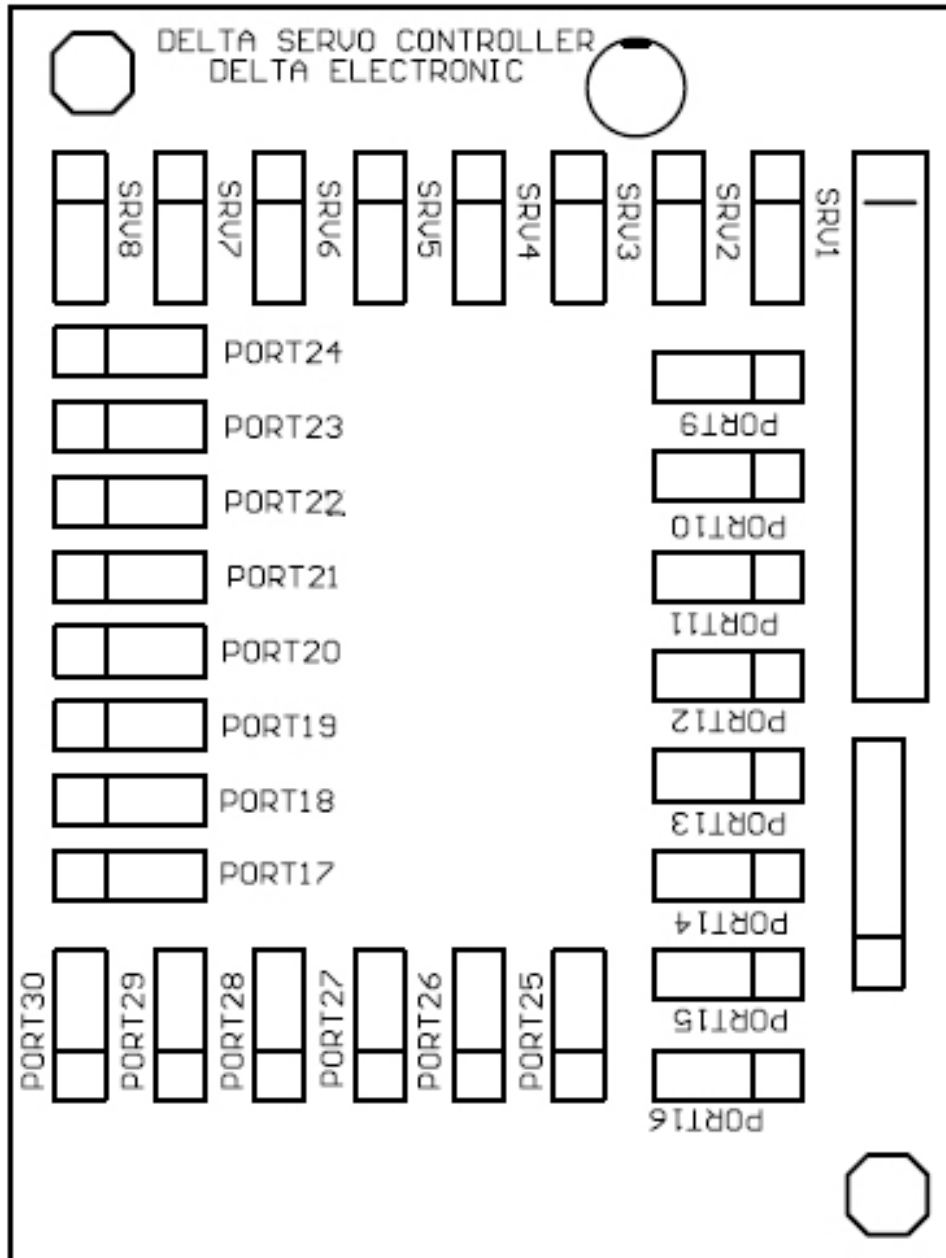 DELTA SERVO CONTROLLER
DELTA ELECTRONIC
SRV8
SRV7
SRV6
SRV5
SRV4
SRV3
SRV2
SRV1
PORT24
PORT23
PORT22
PORT21
PORT20
PORT19
PORT18
PORT17
PORT9
PORT10
PORT11
PORT12
PORT13
PORT14
PORT15
PORT16
PORT30
PORT29
PORT28
PORT27
PORT26
PORT25